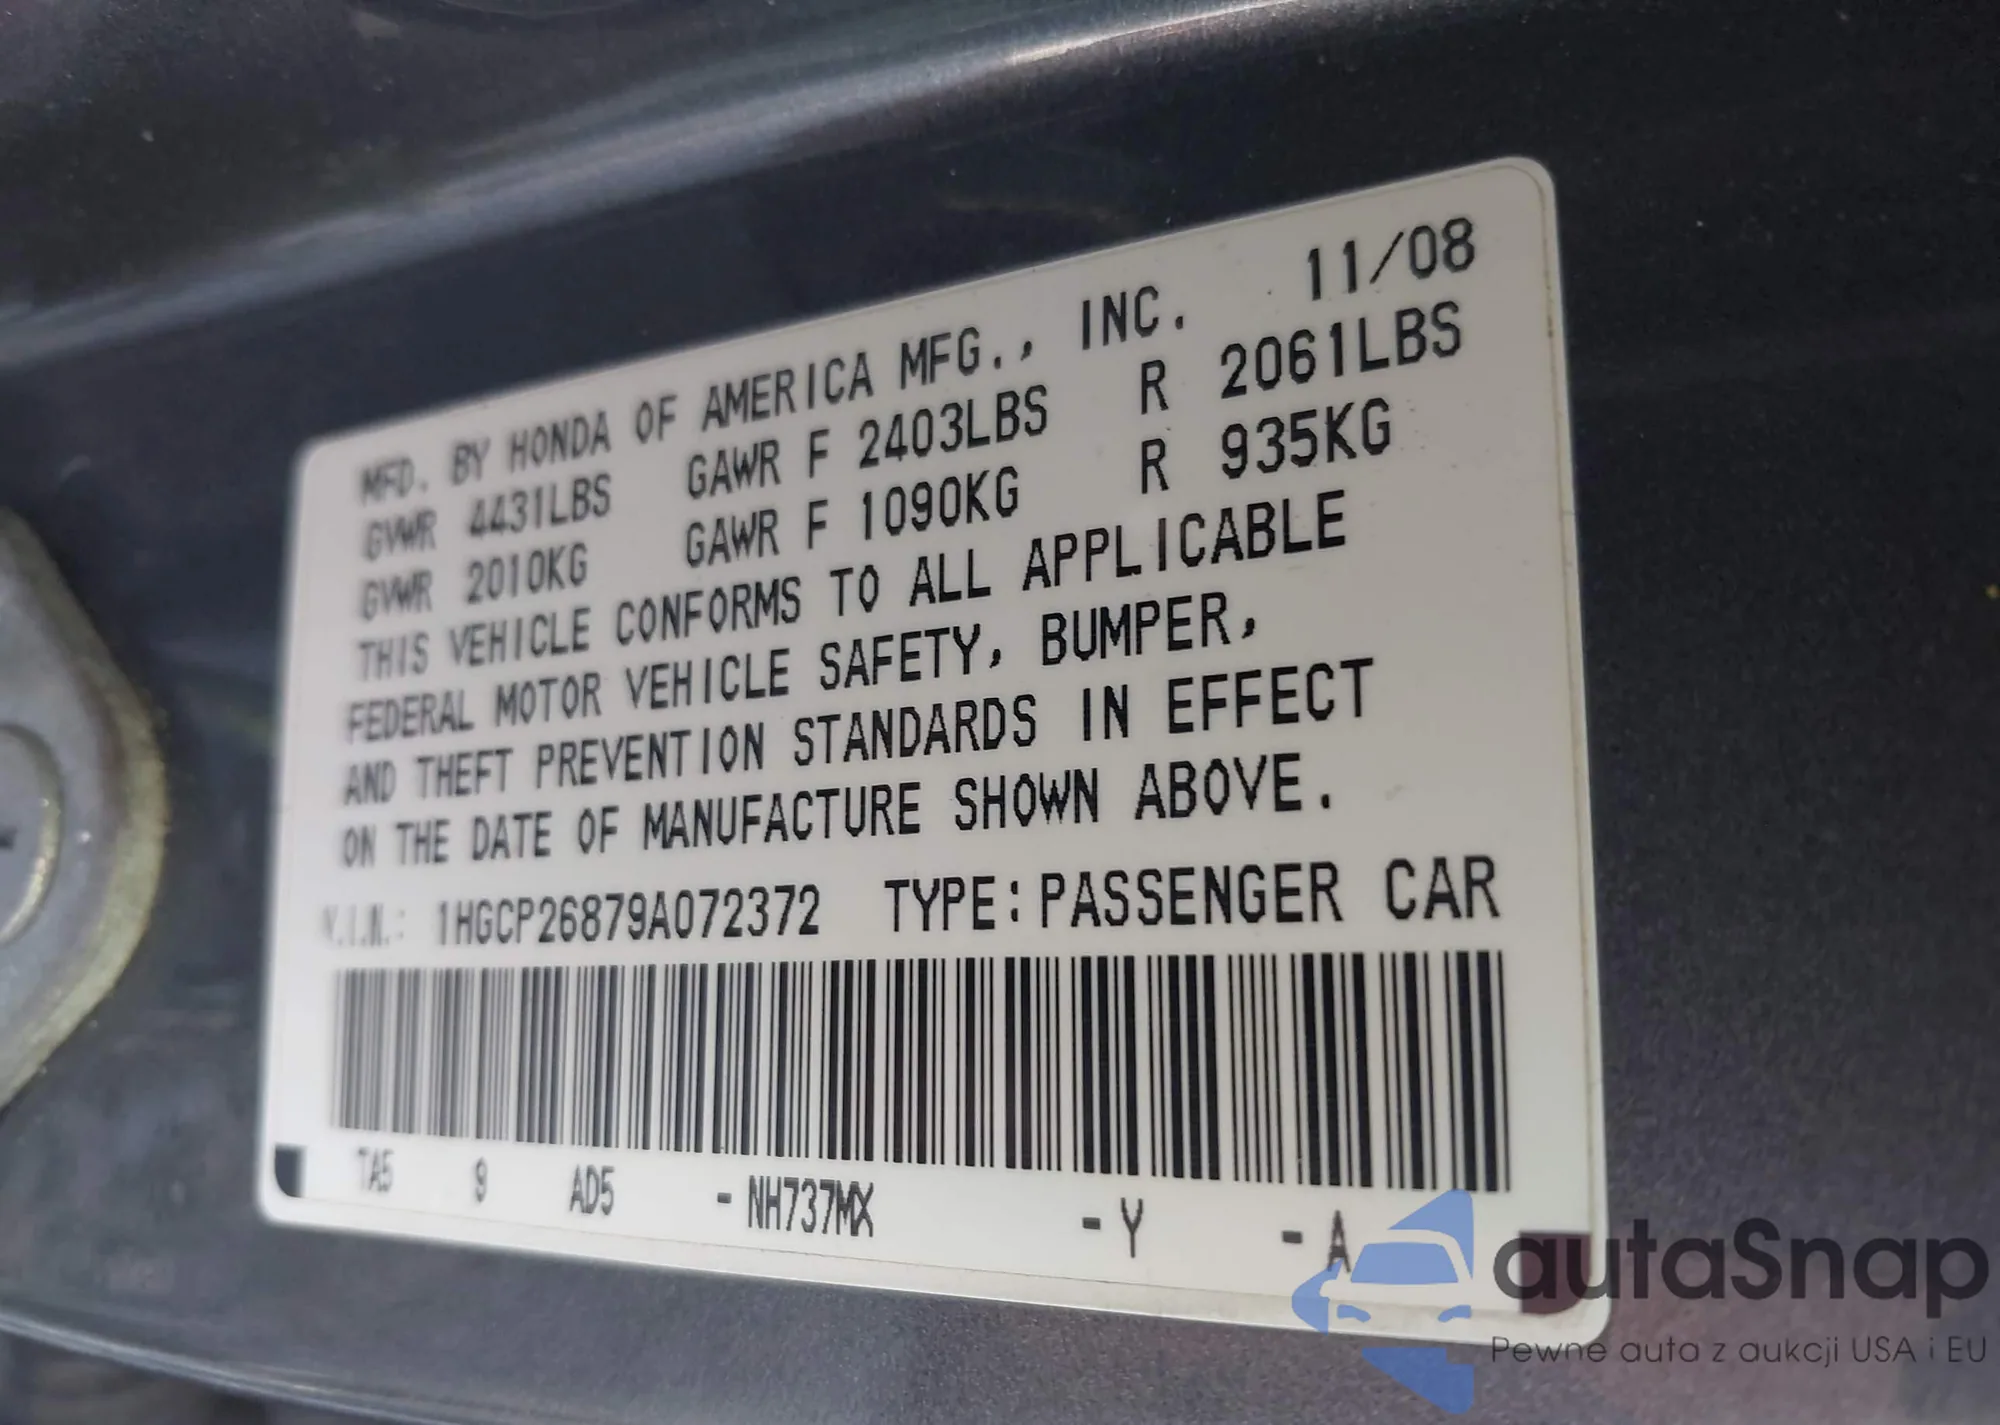 MFD. BY HONDA OF AMERICA MFG., INC. 11/08
GVWR 4431LBS GAWR F 2403LBS R 2061LBS
GVWR 2010KG GAWR F 1090KG R 935KG
THIS VEHICLE CONFORMS TO ALL APPLICABLE
FEDERAL MOTOR VEHICLE SAFETY, BUMPER,
AND THEFT PREVENTION STANDARDS IN EFFECT
ON THE DATE OF MANUFACTURE SHOWN ABOVE.
V.I.N.: 1HGCP26879A072372 TYPE: PASSENGER CAR
TA5 9 AD5 - NH737MX - Y - A
autaSnap
Pewne auta z aukcji USA i EU